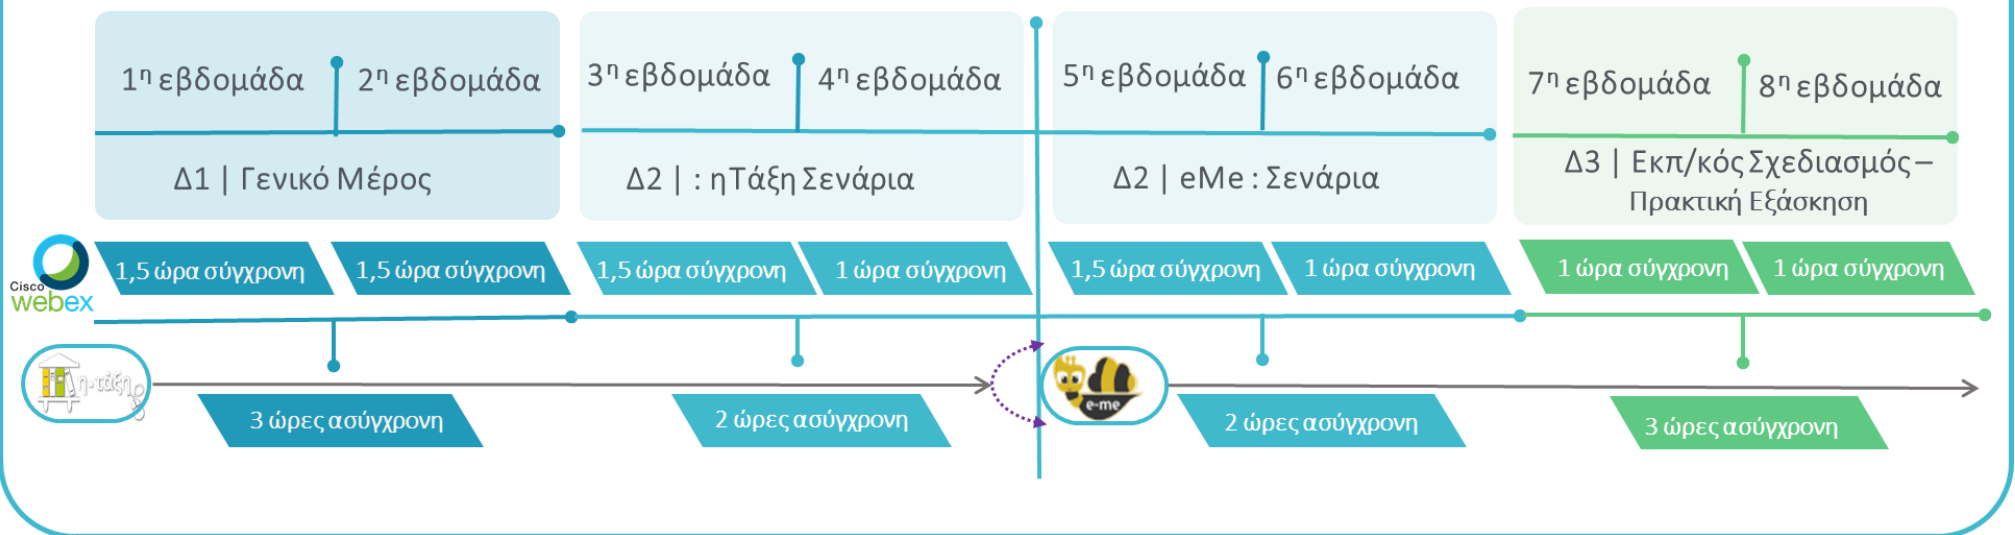 1η εβδομάδα
2η εβδομάδα
3η εβδομάδα
4η εβδομάδα
5η εβδομάδα
6η εβδομάδα
7η εβδομάδα
8η εβδομάδα
Δ1 | Γενικό Μέρος
Δ2 | : ηΤάξη Σενάρια
Δ2 | eMe : Σενάρια
Δ3 | Εκπ/κός Σχεδιασμός –
Πρακτική Εξάσκηση
Cisco
webex
1,5 ώρα σύγχρονη
1,5 ώρα σύγχρονη
1,5 ώρα σύγχρονη
1 ώρα σύγχρονη
1,5 ώρα σύγχρονη
1 ώρα σύγχρονη
1 ώρα σύγχρονη
1 ώρα σύγχρονη
η·τάξη
e-me
3 ώρες ασύγχρονη
2 ώρες ασύγχρονη
2 ώρες ασύγχρονη
3 ώρες ασύγχρονη